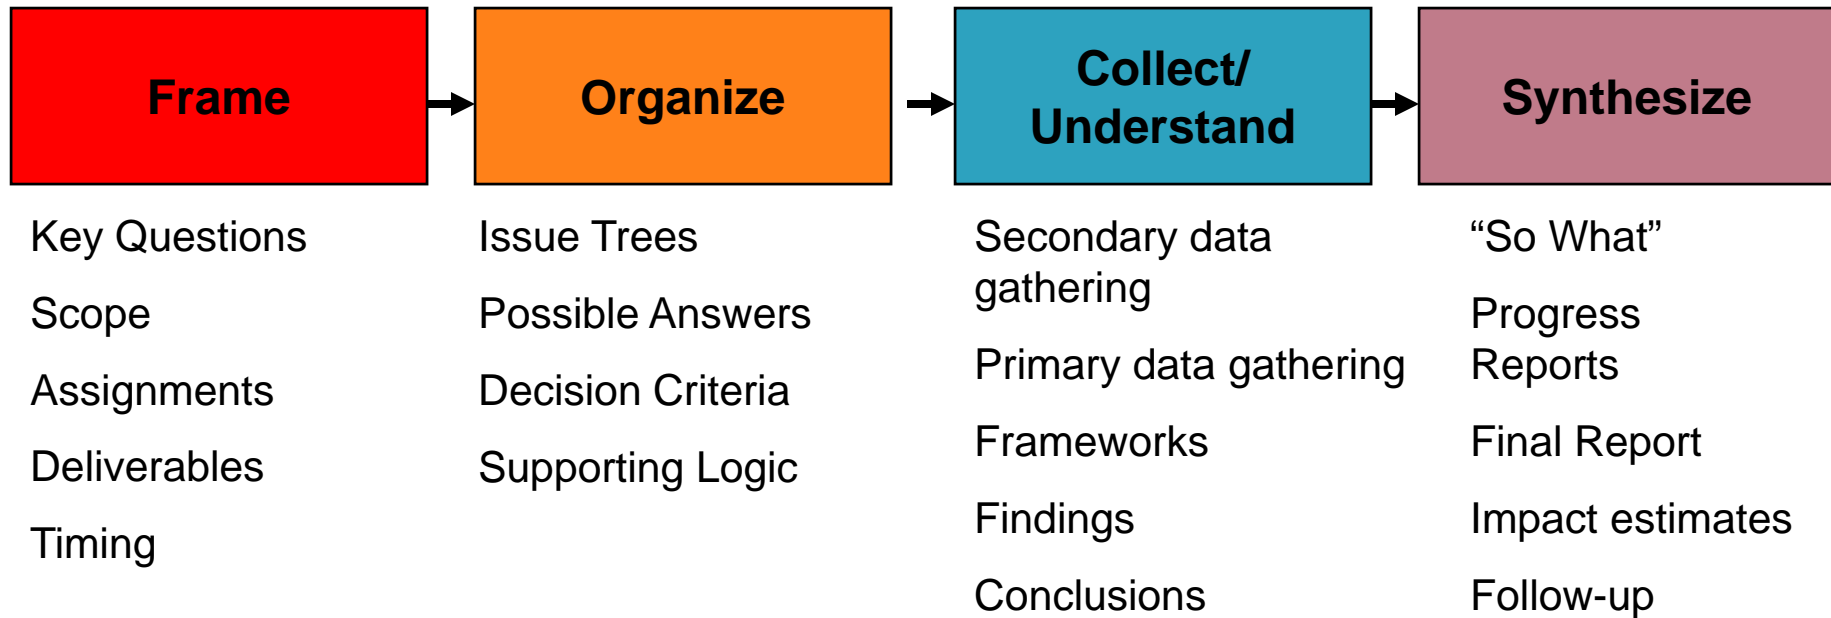 Frame
Organize
Collect/
Understand
Synthesize
Key Questions
Scope
Assignments
Deliverables
Timing
Issue Trees
Possible Answers
Decision Criteria
Supporting Logic
Secondary data
gathering
Primary data gathering
Frameworks
Findings
Conclusions
“So What”
Progress
Reports
Final Report
Impact estimates
Follow-up